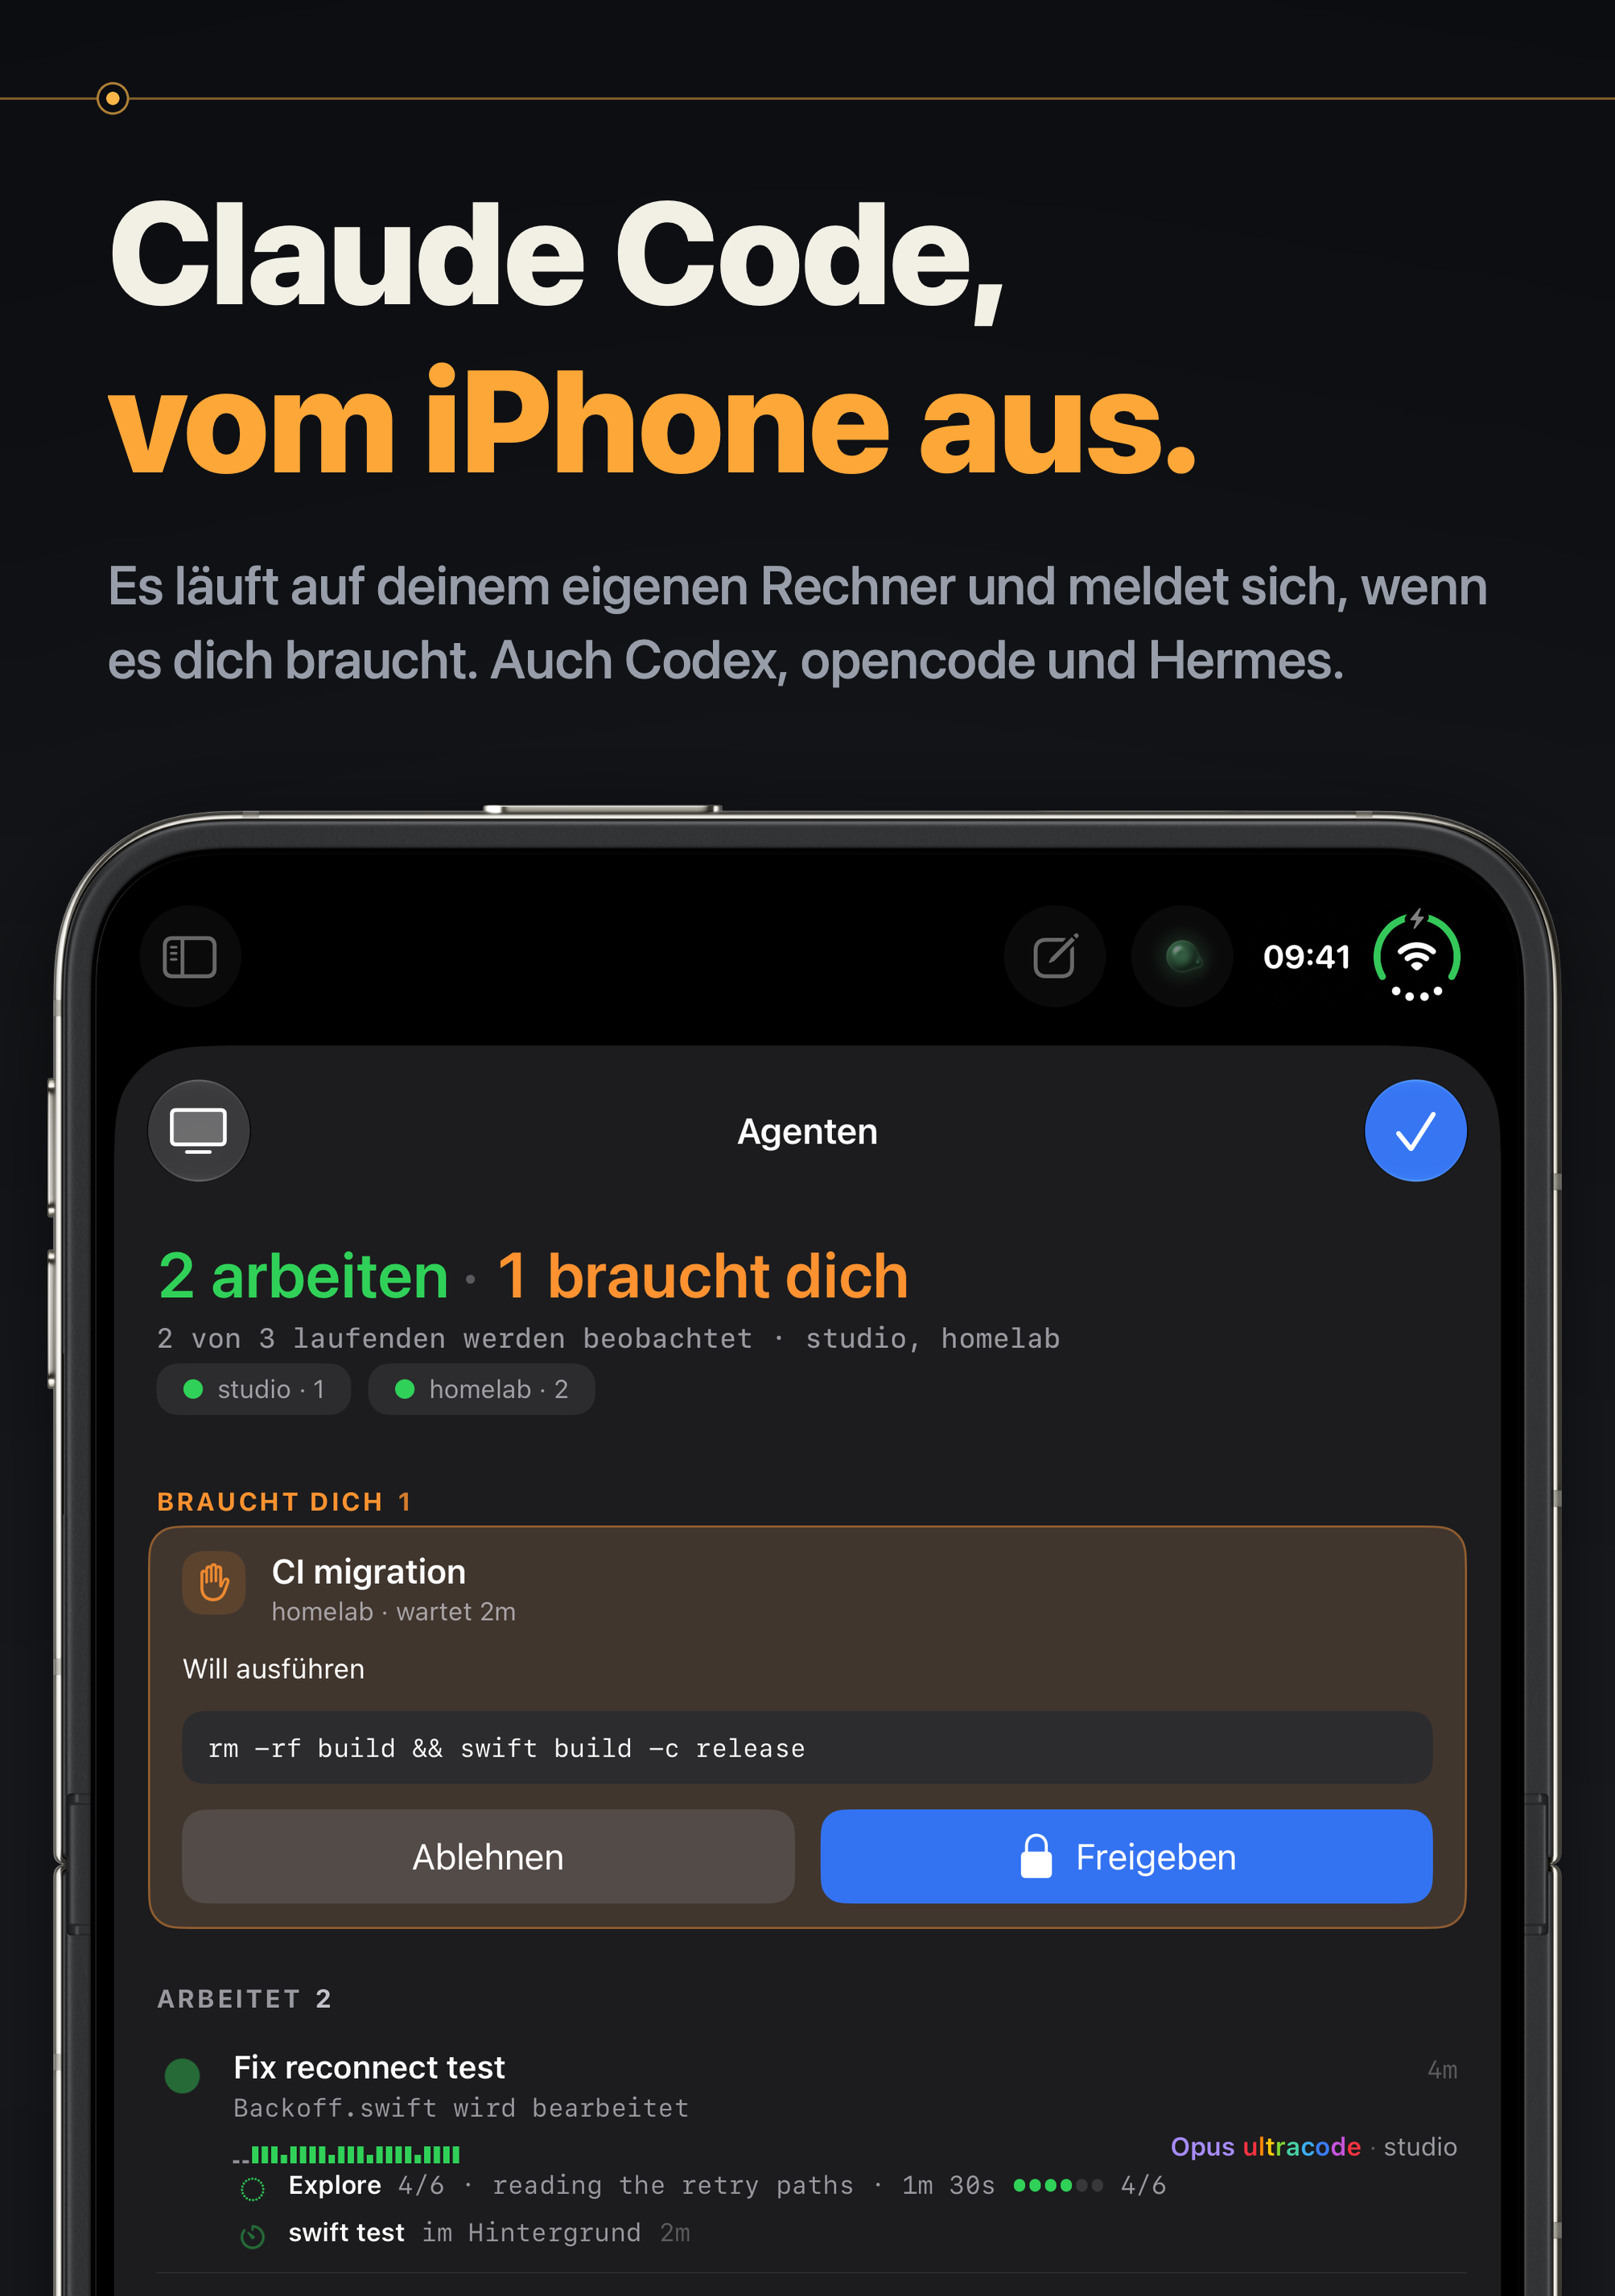 Claude Code,
vom iPhone aus.
Es läuft auf deinem eigenen Rechner und meldet sich, wenn
es dich braucht. Auch Codex, opencode und Hermes.
09:41
Agenten
2 arbeiten · 1 braucht dich
2 von 3 laufenden werden beobachtet · studio, homelab
studio · 1
homelab · 2
BRAUCHT DICH 1
CI migration
homelab · wartet 2m
Will ausführen
rm -rf build && swift build -c release
Ablehnen
Freigeben
ARBEITET 2
Fix reconnect test
4m
Backoff.swift wird bearbeitet
Opus ultracode · studio
Explore 4/6 · reading the retry paths · 1m 30s 4/6
swift test im Hintergrund 2m